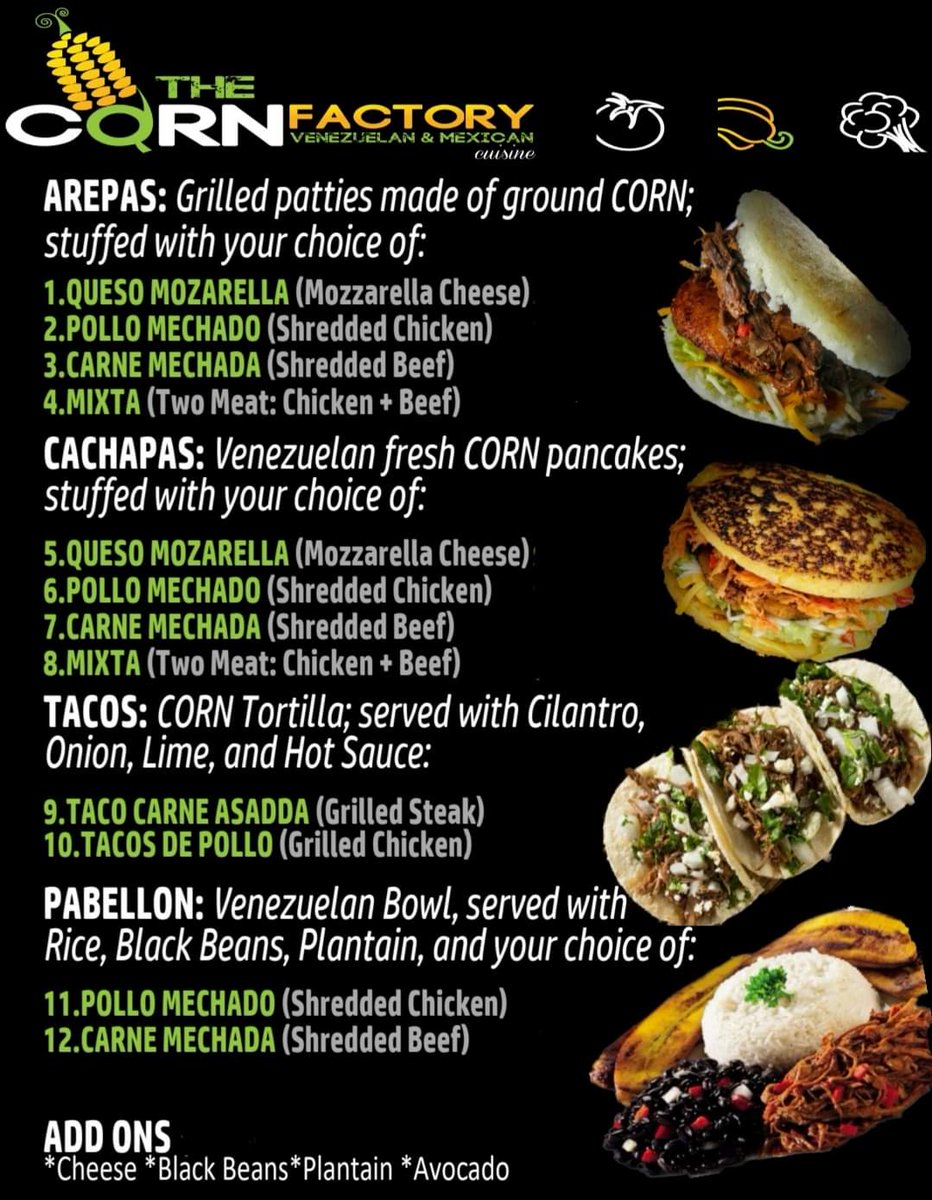 THE
CORN FACTORY
VENEZUELAN & MEXICAN
cuisine
AREPAS: Grilled patties made of ground CORN;
stuffed with your choice of:
1.QUESO MOZARELLA (Mozzarella Cheese)
2.POLLO MECHADO (Shredded Chicken)
3.CARNE MECHADA (Shredded Beef)
4.MIXTA (Two Meat: Chicken + Beef)
CACHAPAS: Venezuelan fresh CORN pancakes;
stuffed with your choice of:
5.QUESO MOZARELLA (Mozzarella Cheese)
6.POLLO MECHADO (Shredded Chicken)
7.CARNE MECHADA (Shredded Beef)
8.MIXTA (Two Meat: Chicken + Beef)
TACOS: CORN Tortilla; served with Cilantro,
Onion, Lime, and Hot Sauce:
9.TACO CARNE ASADDA (Grilled Steak)
10.TACOS DE POLLO (Grilled Chicken)
PABELLON: Venezuelan Bowl, served with
Rice, Black Beans, Plantain, and your choice of:
11.POLLO MECHADO (Shredded Chicken)
12.CARNE MECHADA (Shredded Beef)
ADD ONS
*Cheese *Black Beans*Plantain *Avocado